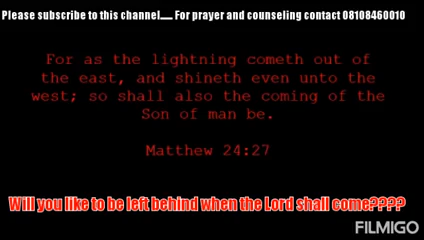 Please subscribe to this channel..... For prayer and counseling contact 08108460010
For as the lightning cometh out of
the east, and shineth even unto the
west; so shall also the coming of the
Son of man be.
Matthew 24:27
Will you like to be left behind when the Lord shall come????
FILMIGO